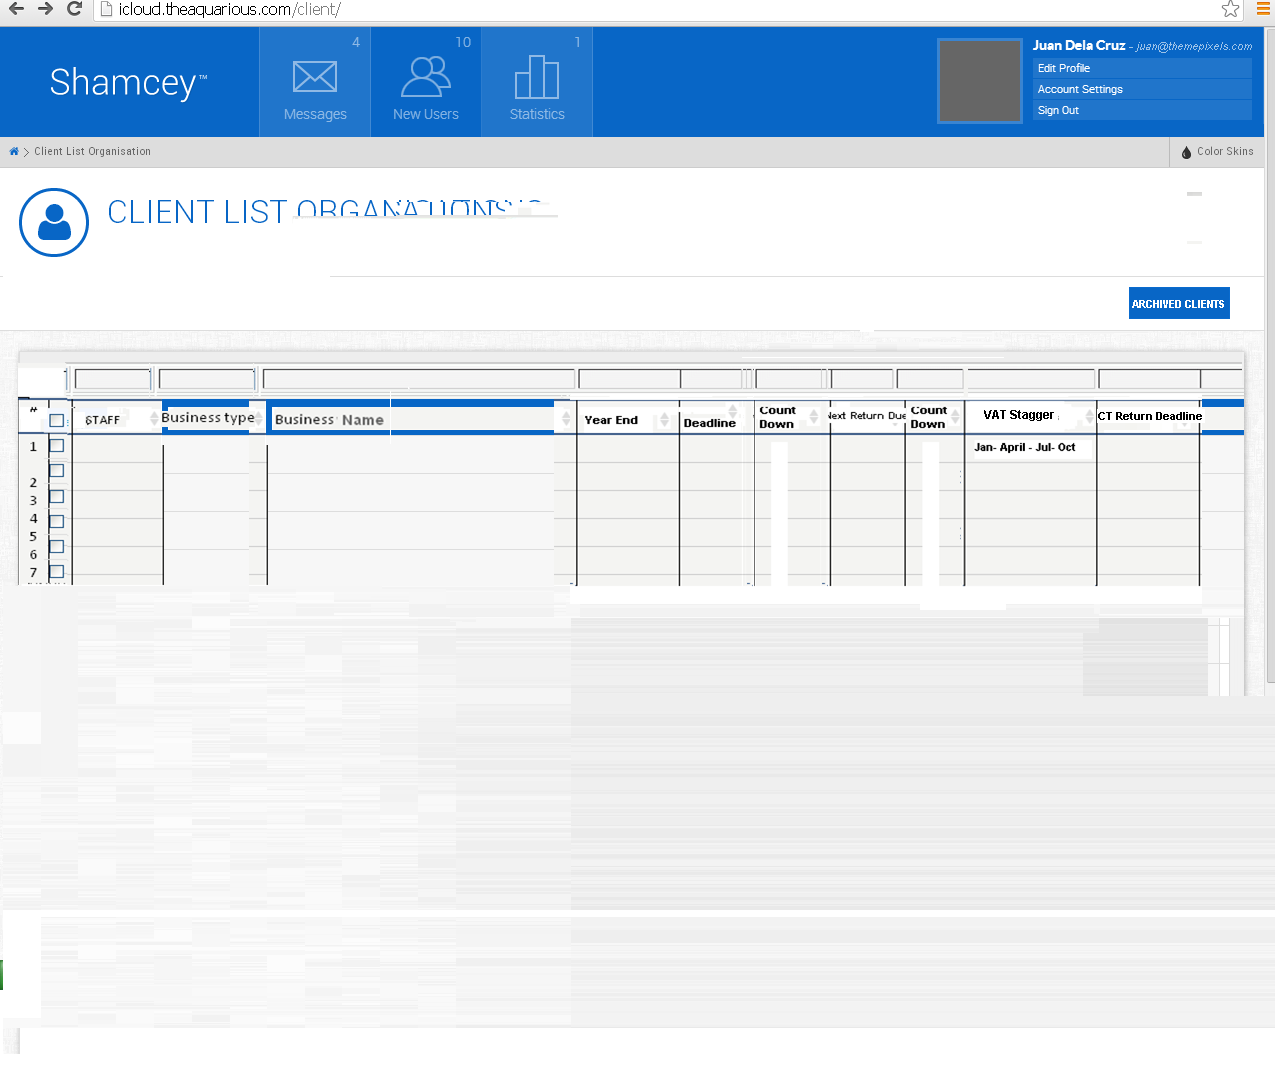 icloud.theaquarious.com/client/
Shamcey™
4
Messages
10
New Users
1
Statistics
Juan Dela Cruz - juan@themepixels.com
Edit Profile
Account Settings
Sign Out
Client List Organisation
Color Skins
CLIENT LIST
ARCHIVED CLIENTS
# STAFF Business type Business Name Year End Deadline Count Down Next Return Due Count Down VAT Stagger CT Return Deadline
1 Jan- April - Jul- Oct
2
3
4
5
6
7